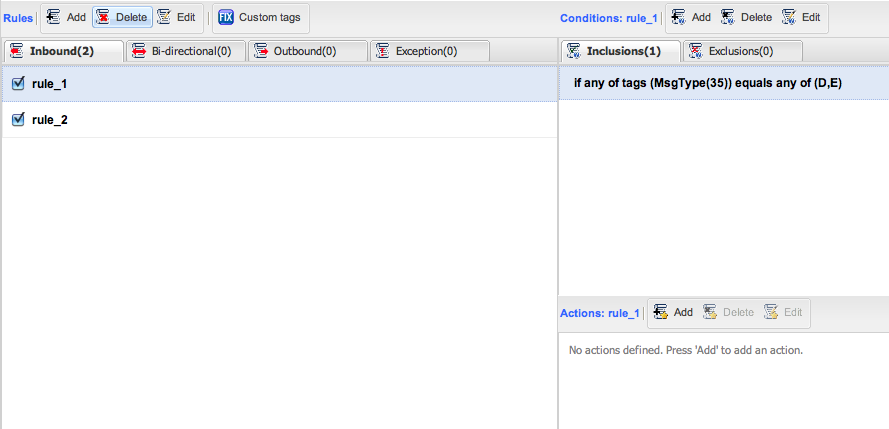 Rules Add Delete Edit FIX Custom tags
Inbound(2) Bi-directional(0) Outbound(0) Exception(0)
rule_1
rule_2
Conditions: rule_1 Add Delete Edit
Inclusions(1) Exclusions(0)
if any of tags (MsgType(35)) equals any of (D,E)
Actions: rule_1 Add Delete Edit
No actions defined. Press 'Add' to add an action.